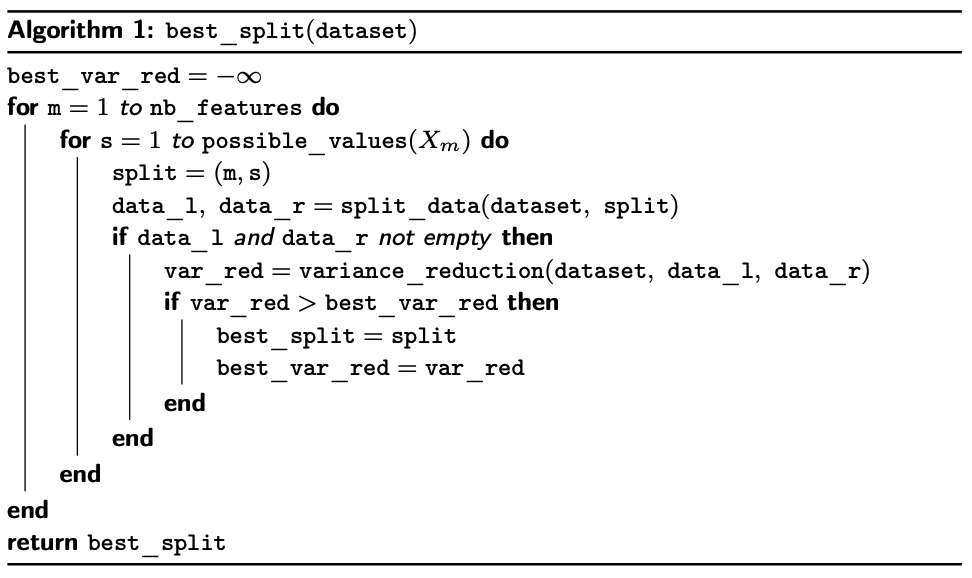 Algorithm 1: best_split(dataset)
best_var_red = −∞
for m = 1 to nb_features do
for s = 1 to possible_values(Xₘ) do
split = (m, s)
data_l, data_r = split_data(dataset, split)
if data_l and data_r not empty then
var_red = variance_reduction(dataset, data_l, data_r)
if var_red > best_var_red then
best_split = split
best_var_red = var_red
end
end
end
end
return best_split